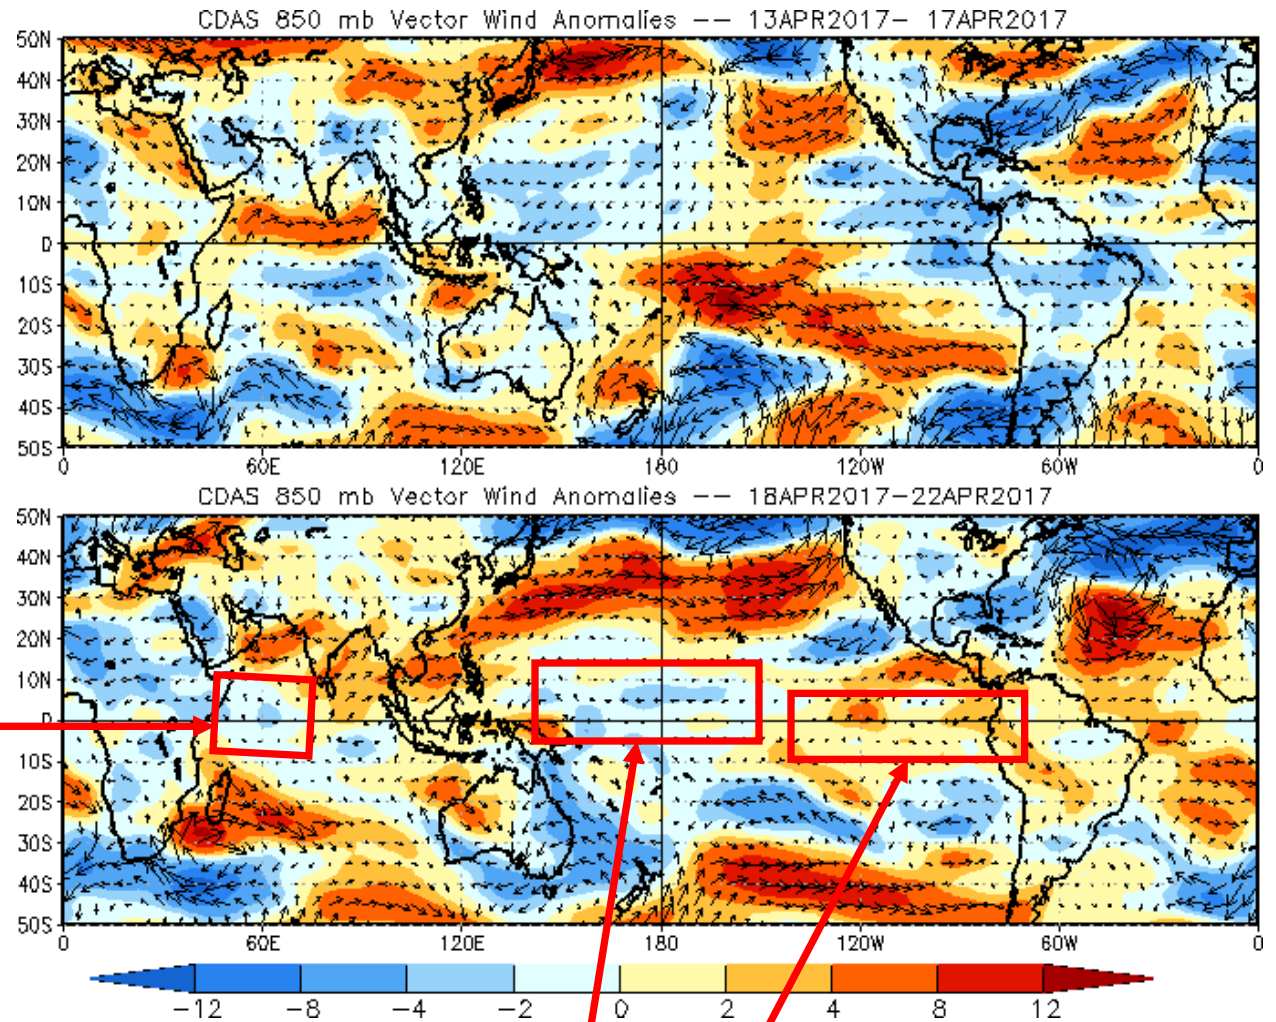 CDAS 850 mb Vector Wind Anomalies -- 13APR2017- 17APR2017
50N
40N
30N
20N
10N
0
10S
20S
30S
40S
50S
0 60E 120E 180 120W 60W 0
CDAS 850 mb Vector Wind Anomalies -- 18APR2017-22APR2017
50N
40N
30N
20N
10N
0
10S
20S
30S
40S
50S
0 60E 120E 180 120W 60W 0
-12 -8 -4 -2 0 2 4 8 12